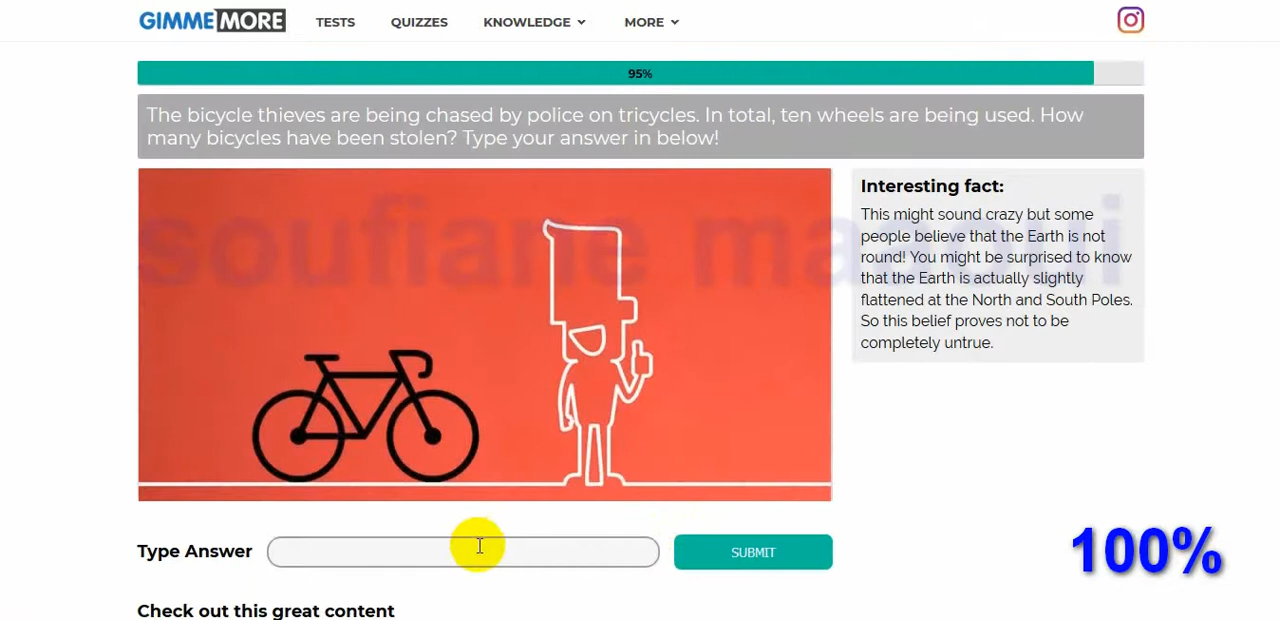 GIMMEMORE TESTS QUIZZES KNOWLEDGE MORE
95%
The bicycle thieves are being chased by police on tricycles. In total, ten wheels are being used. How
many bicycles have been stolen? Type your answer in below!
soufiane
Interesting fact:
This might sound crazy but some
people believe that the Earth is not
round! You might be surprised to know
that the Earth is actually slightly
flattened at the North and South Poles.
So this belief proves not to be
completely untrue.
Type Answer
SUBMIT
100%
Check out this great content